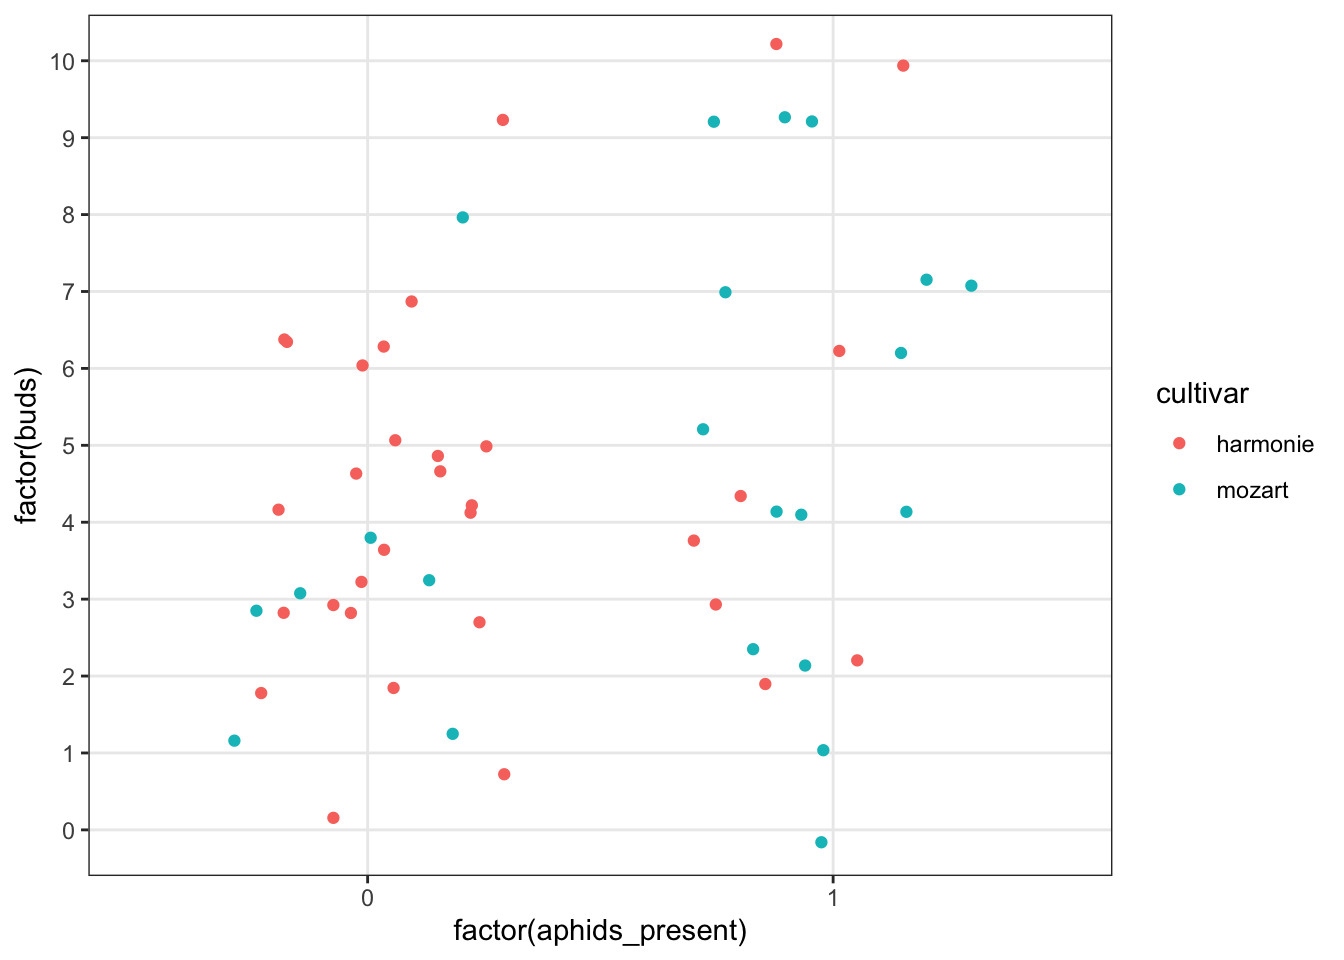 10
9
8
7
6
5
4
3
2
1
0
factor(buds)
0 1
factor(aphids_present)
cultivar
harmonie
mozart